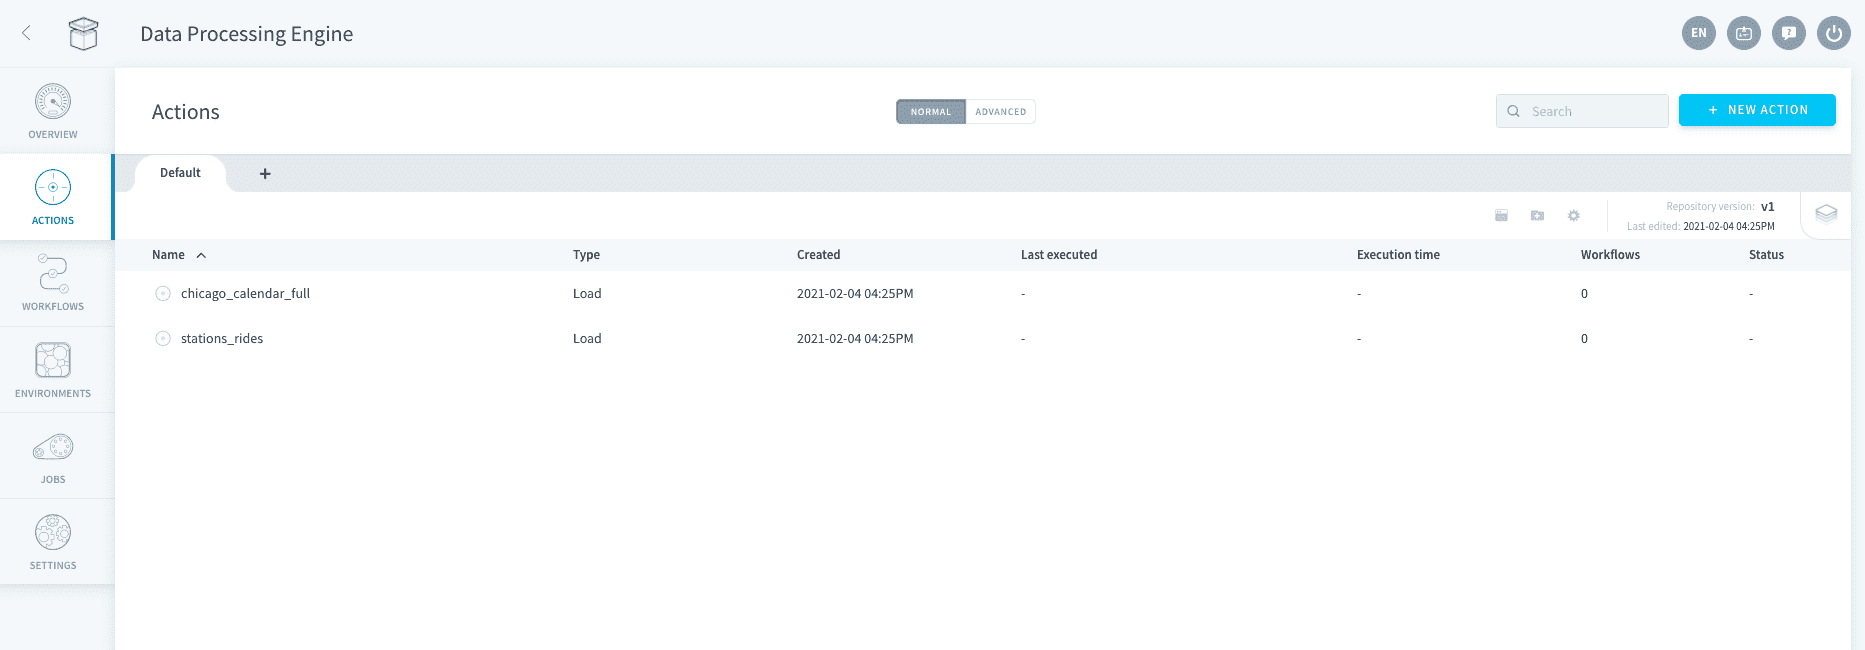 Data Processing Engine
EN
OVERVIEW
ACTIONS
WORKFLOWS
ENVIRONMENTS
JOBS
SETTINGS
Actions
NORMAL ADVANCED
Search
+ NEW ACTION
Default +
Repository version: v1
Last edited: 2021-02-04 04:25PM
Name Type Created Last executed Execution time Workflows Status
chicago_calendar_full Load 2021-02-04 04:25PM - - 0 -
stations_rides Load 2021-02-04 04:25PM - - 0 -